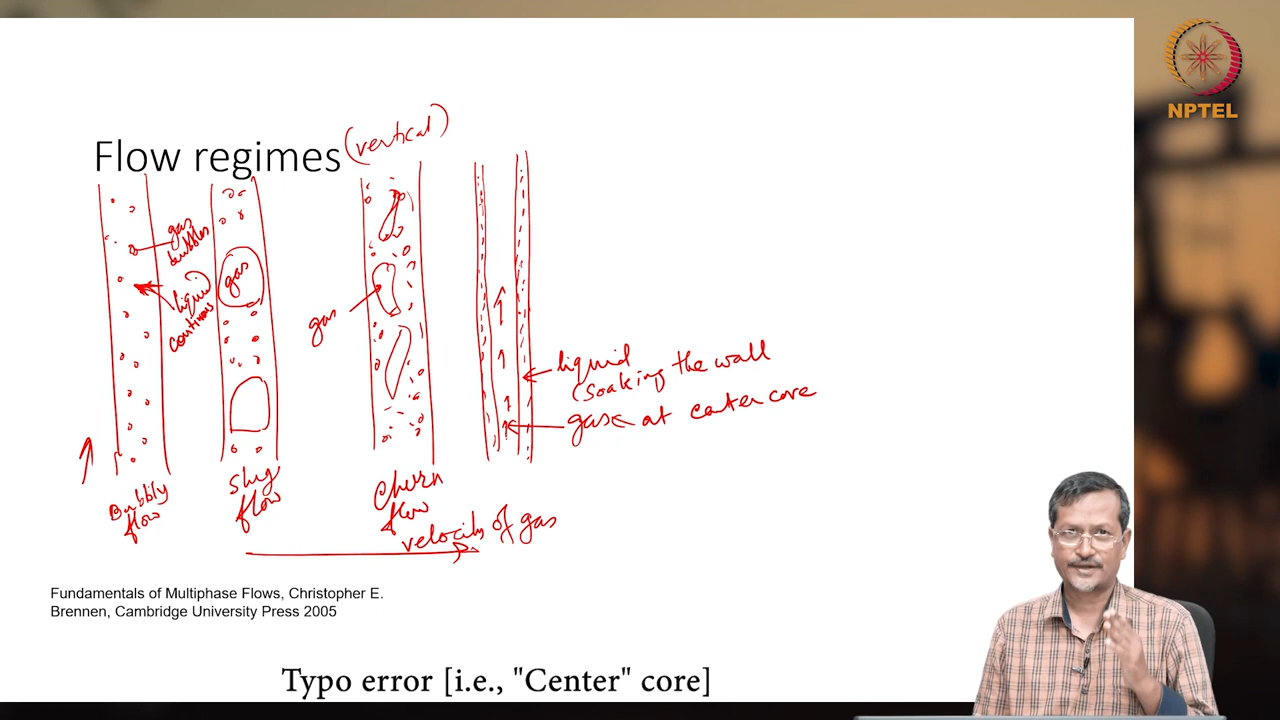 NPTEL
Flow regimes (vertical)
gas
bubbles
liquid
continuous
gas
gas
liquid
(soaking the wall
gas at center core
Bubbly
flow
Slug
flow
Churn
flow
velocity of gas
Fundamentals of Multiphase Flows, Christopher E.
Brennen, Cambridge University Press 2005
Typo error [i.e., "Center" core]